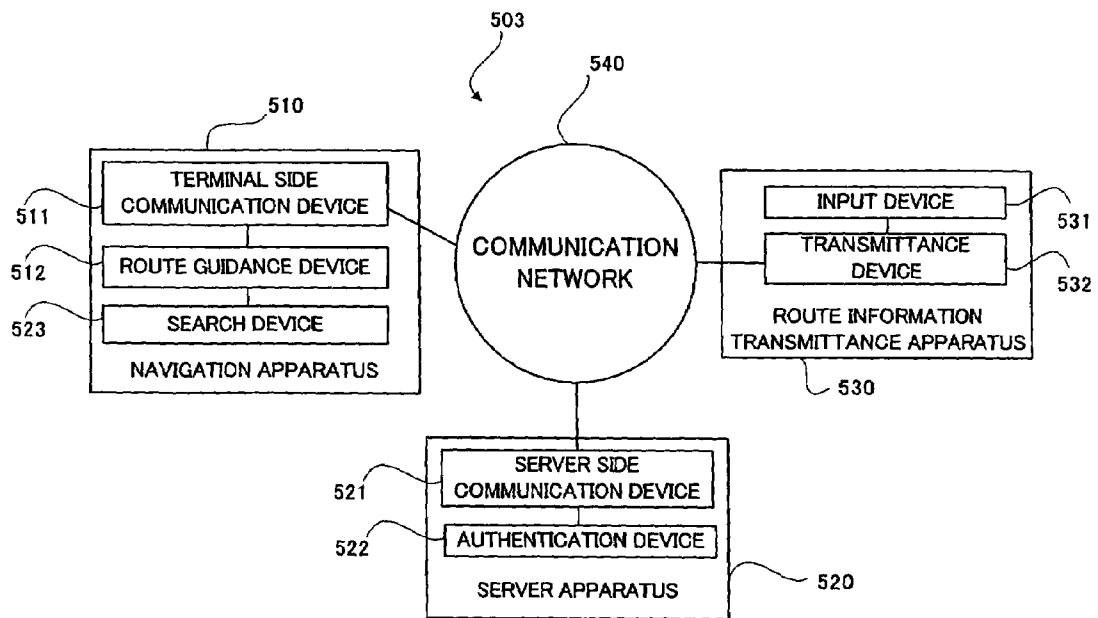 503
540
510
TERMINAL SIDE
COMMUNICATION DEVICE
511
ROUTE GUIDANCE DEVICE
512
SEARCH DEVICE
523
NAVIGATION APPARATUS
COMMUNICATION
NETWORK
INPUT DEVICE
531
TRANSMITTANCE
DEVICE
532
ROUTE INFORMATION
TRANSMITTANCE APPARATUS
530
SERVER SIDE
COMMUNICATION DEVICE
521
AUTHENTICATION DEVICE
522
SERVER APPARATUS
520